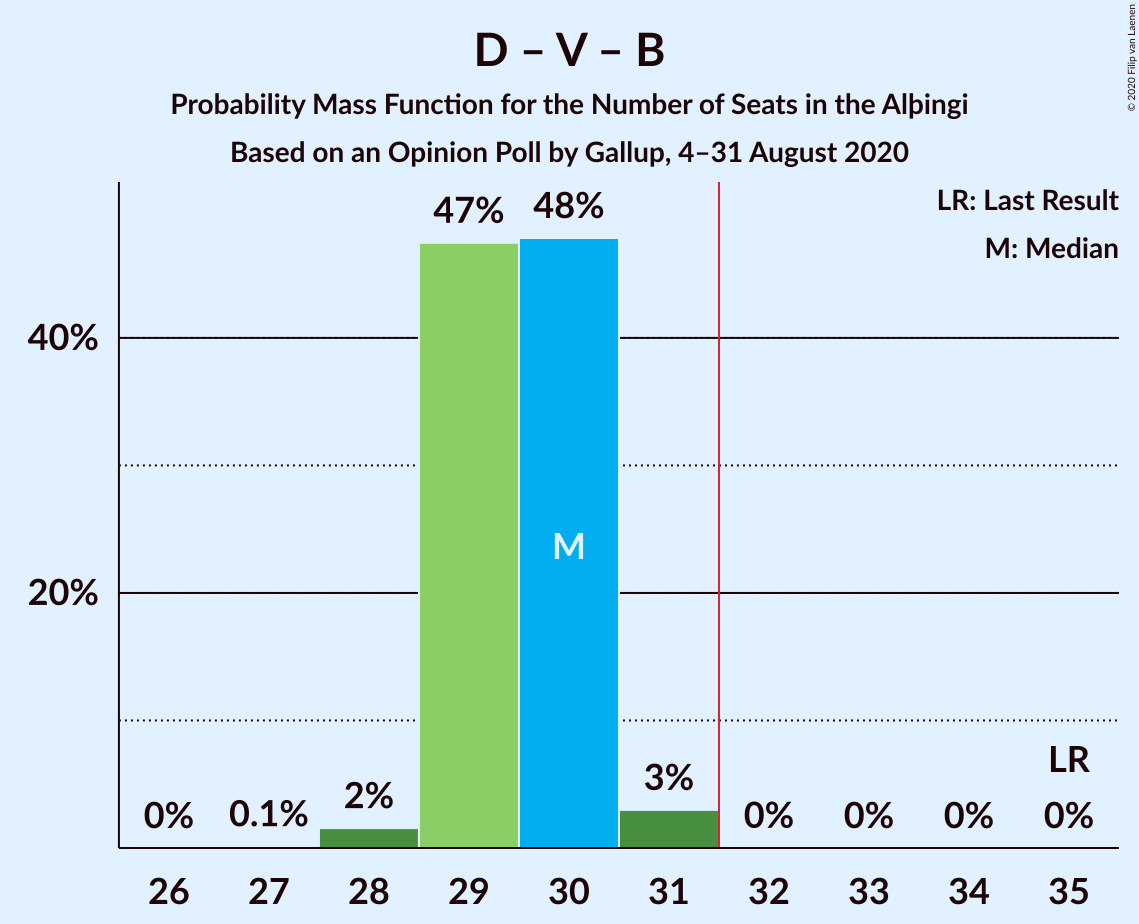 D – V – B
Probability Mass Function for the Number of Seats in the Alþingi
Based on an Opinion Poll by Gallup, 4–31 August 2020
© 2020 Filip van Laenen
LR: Last Result
M: Median
47%
48%
40%
M
20%
LR
0%
0.1%
2%
3%
0%
0%
0%
0%
26
27
28
29
30
31
32
33
34
35